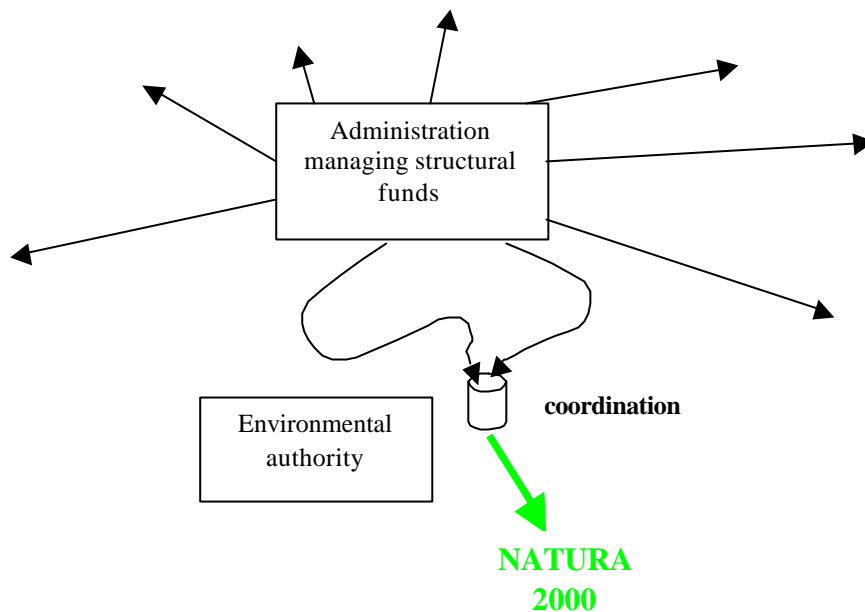 Administration
managing structural
funds
coordination
Environmental
authority
NATURA
2000